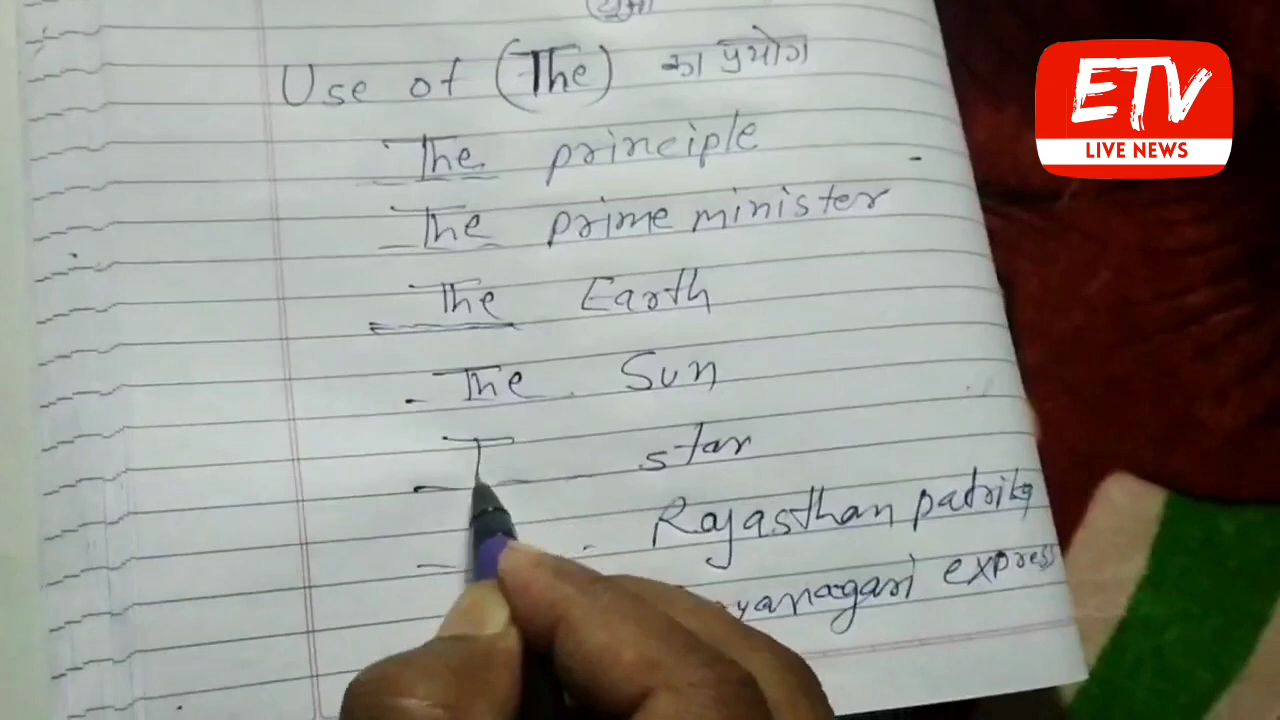 Use of (The) का प्रयोग
The principle
The prime minister
The Earth
The Sun
T star
Rajasthan patrika
express
ETV
LIVE NEWS